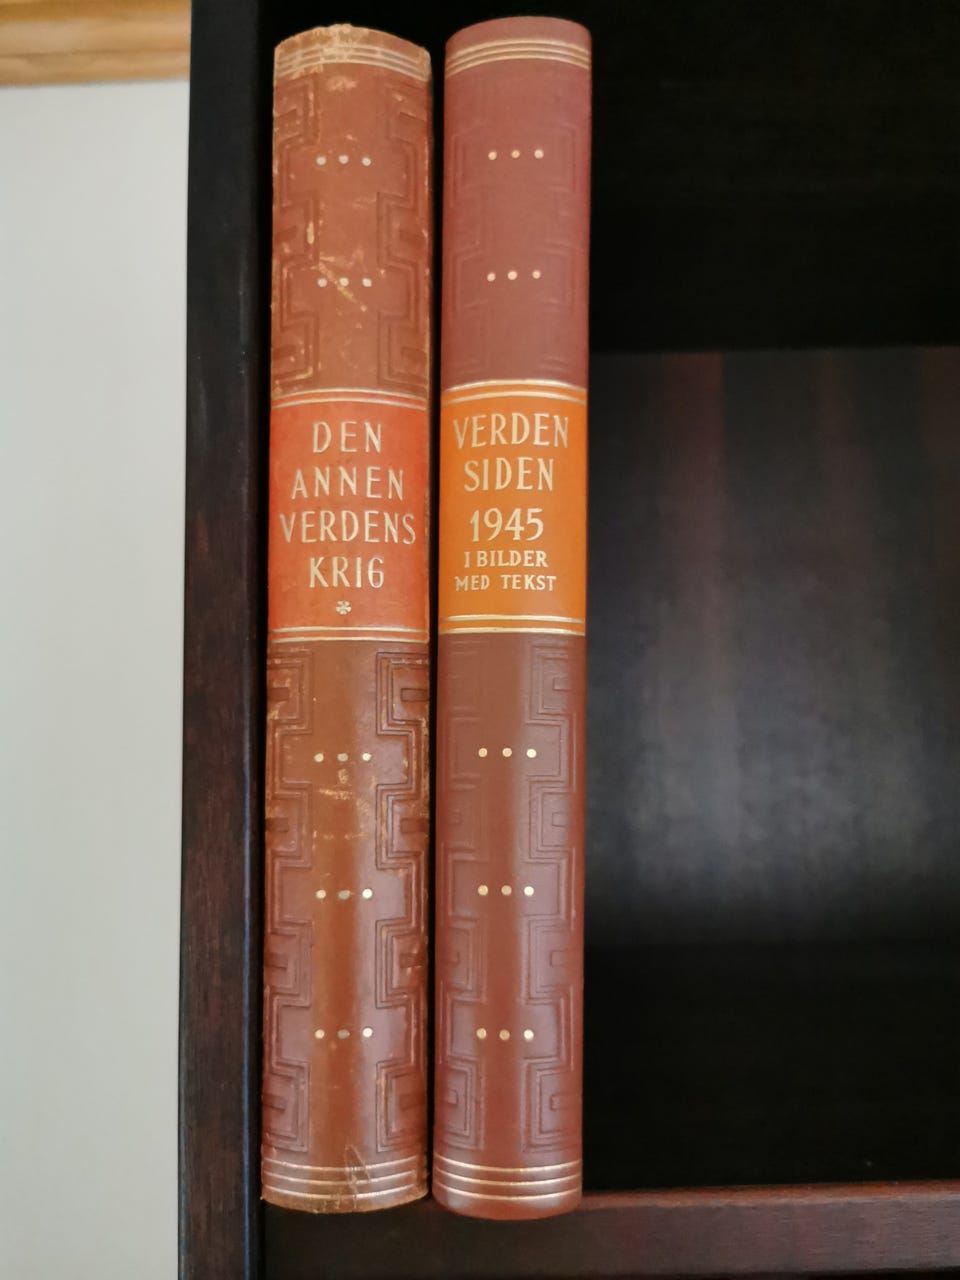 DEN
ANNEN
VERDENS
KRIG
VERDEN
SIDEN
1945
I BILDER
MED TEKST